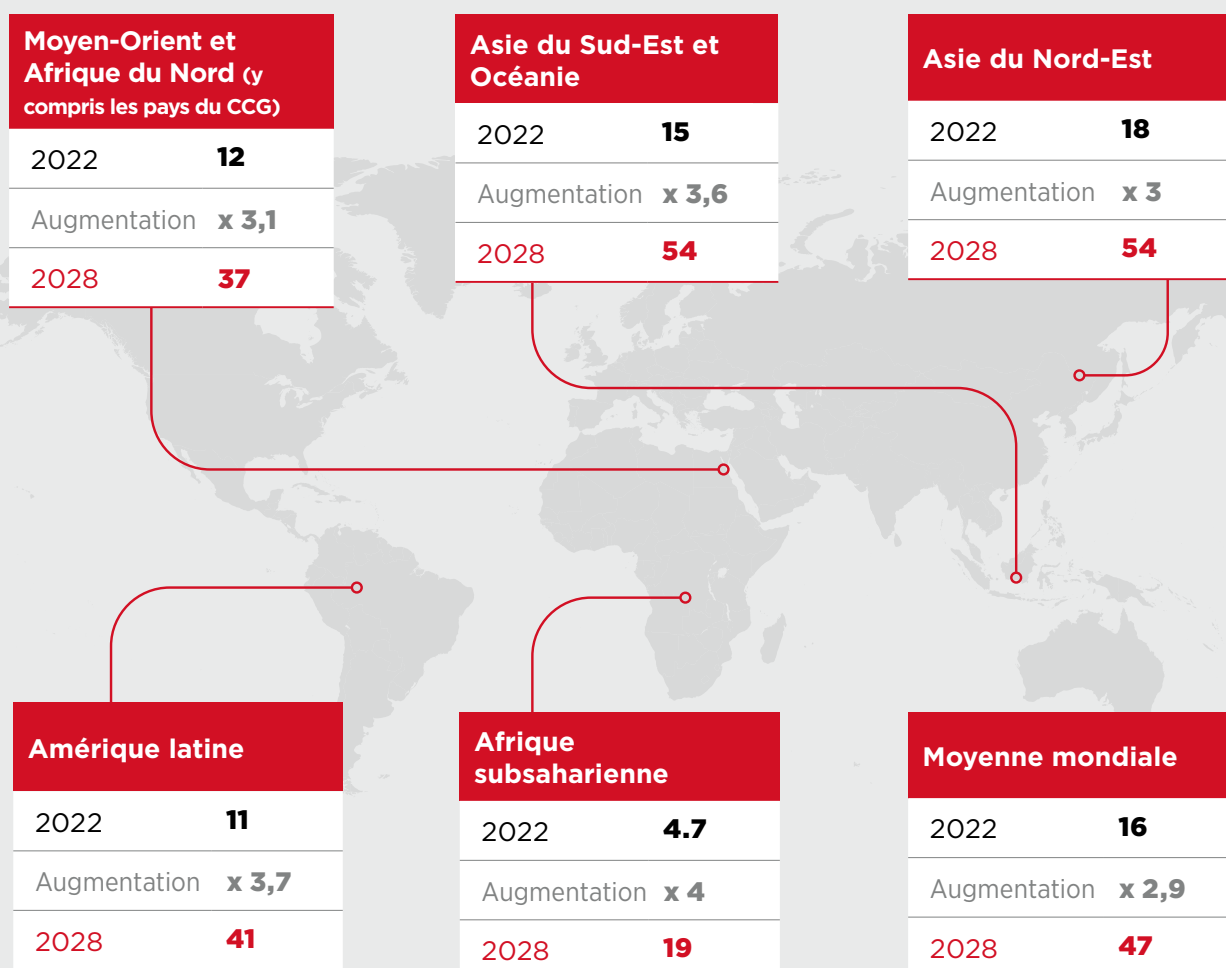 Moyen-Orient et
Afrique du Nord (y
compris les pays du CCG)
2022 12
Augmentation x 3,1
2028 37
Asie du Sud-Est et
Océanie
2022 15
Augmentation x 3,6
2028 54
Asie du Nord-Est
2022 18
Augmentation x 3
2028 54
Amérique latine
2022 11
Augmentation x 3,7
2028 41
Afrique
subsaharienne
2022 4.7
Augmentation x 4
2028 19
Moyenne mondiale
2022 16
Augmentation x 2,9
2028 47